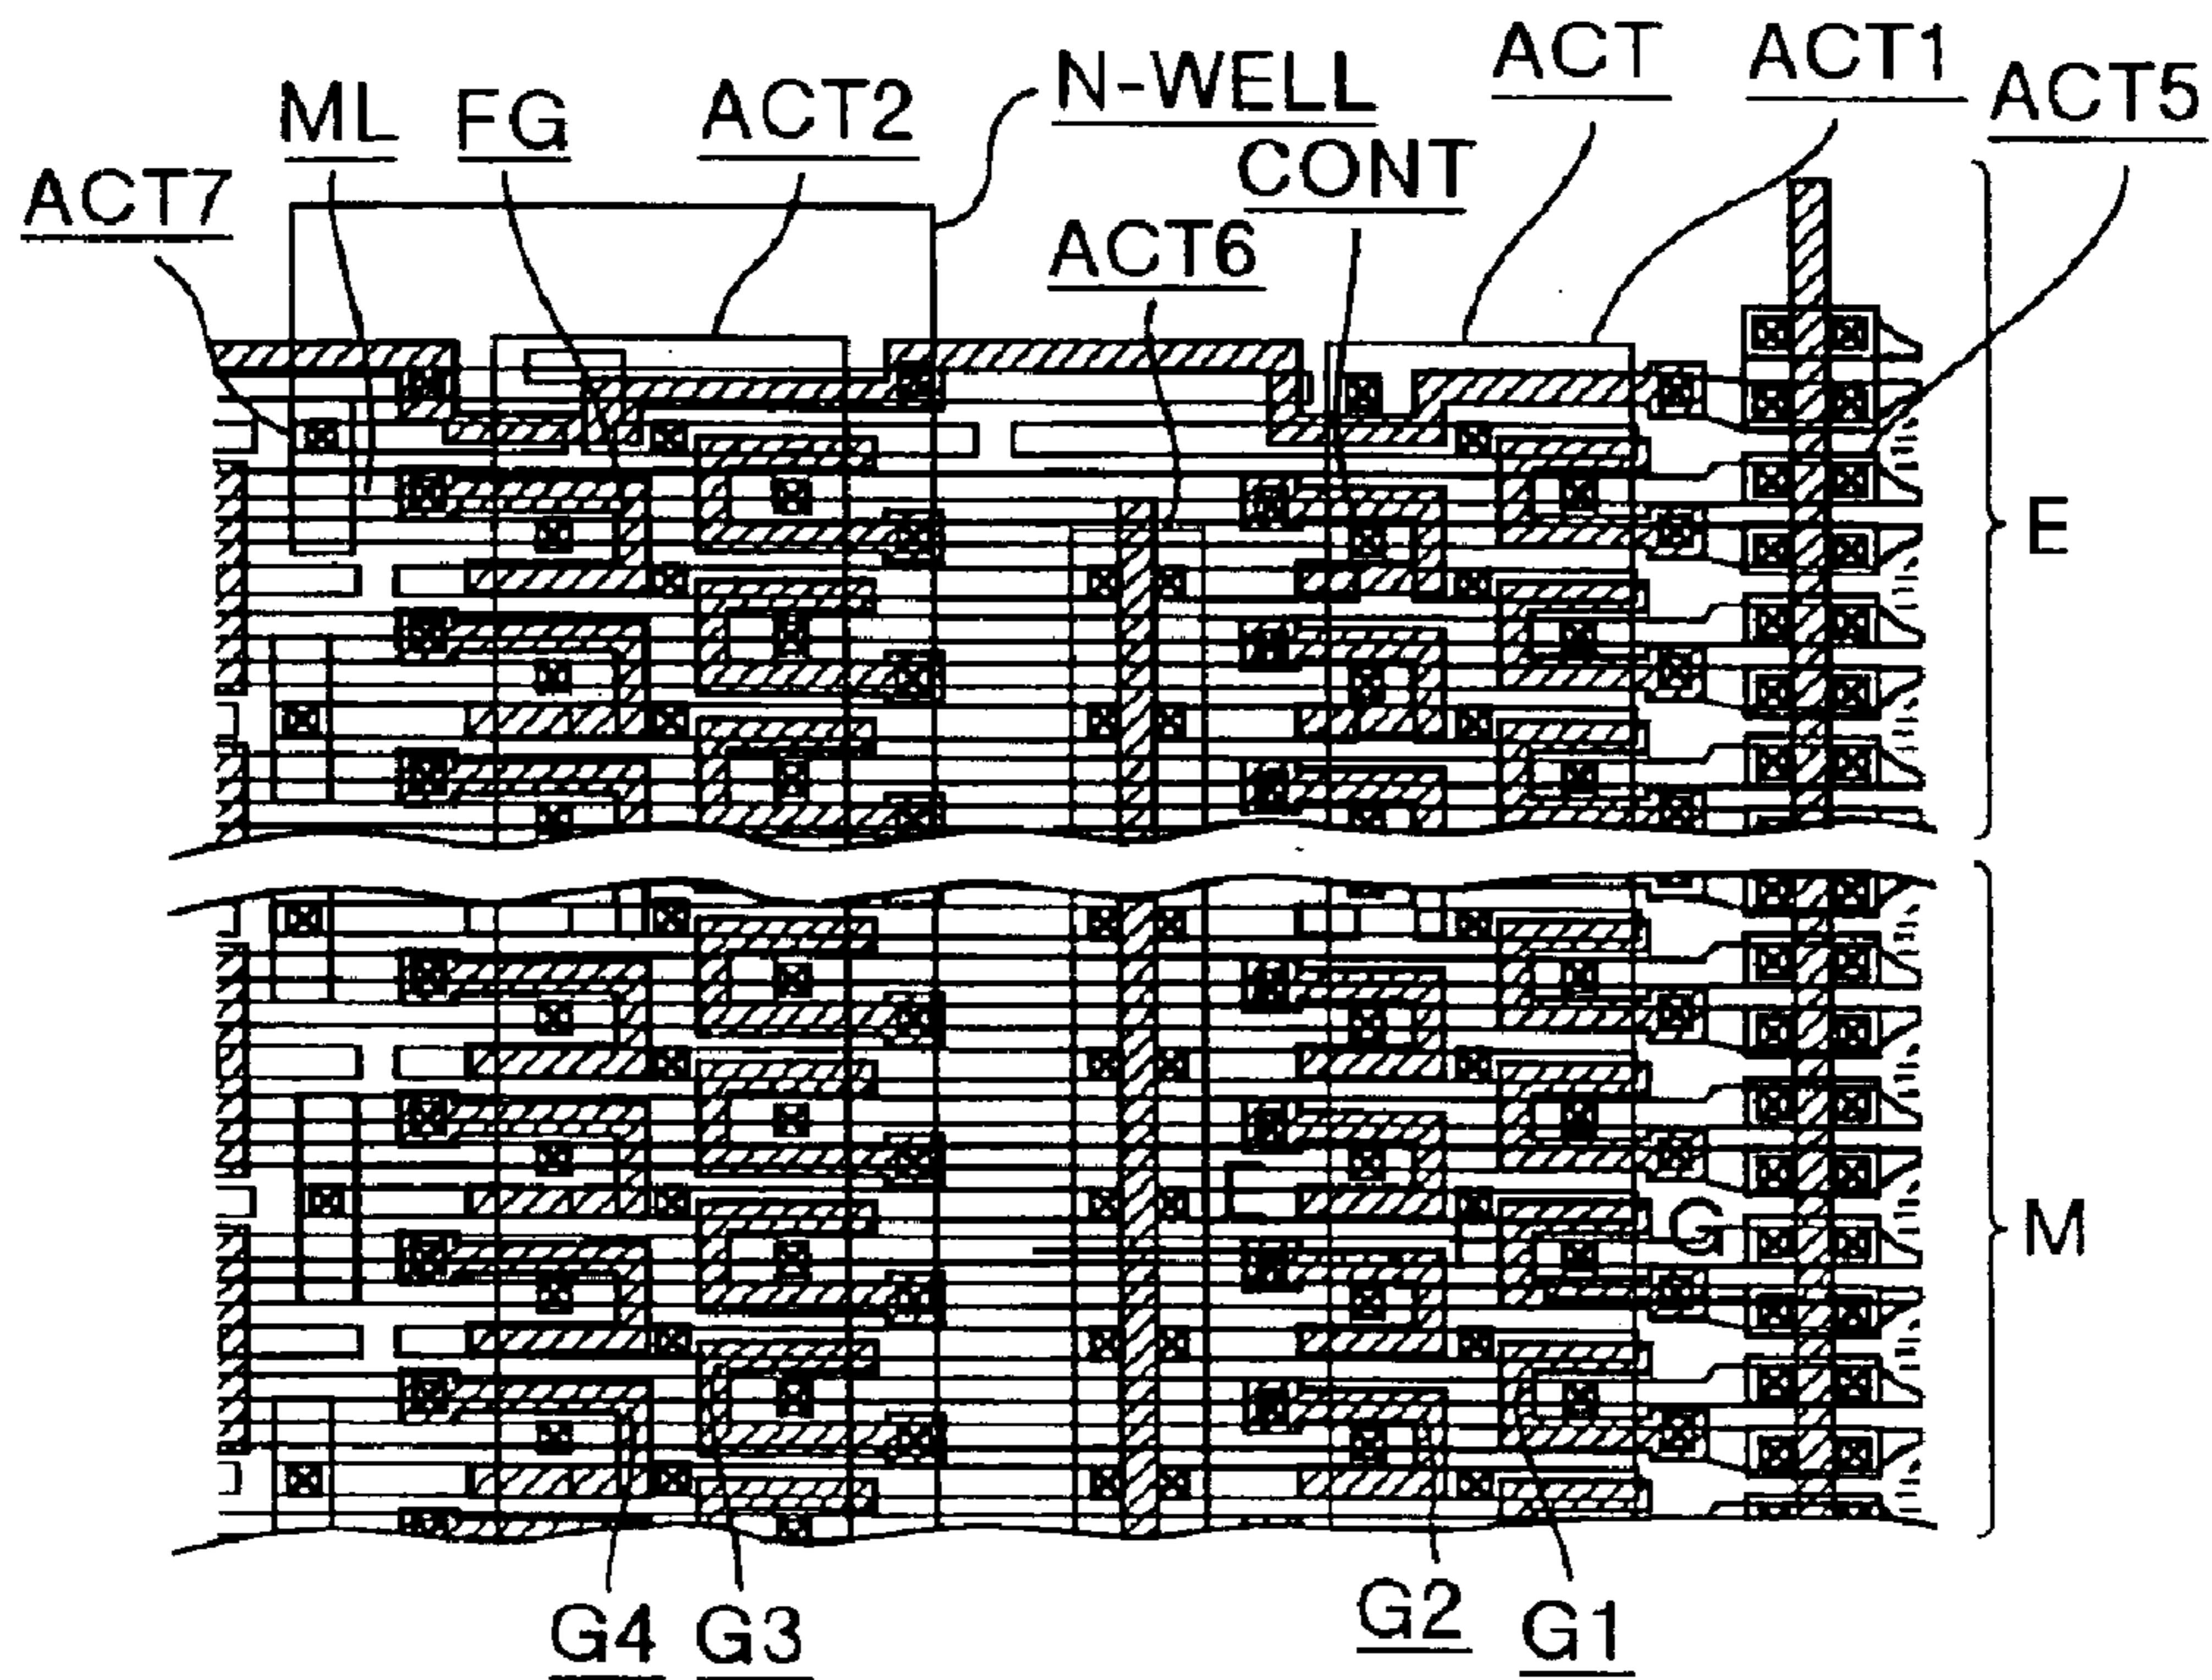 ACT7
ML
FG
ACT2
N-WELL
ACT6
CONT
ACT
ACT1
ACT5
E
M
G
G4
G3
G2
G1